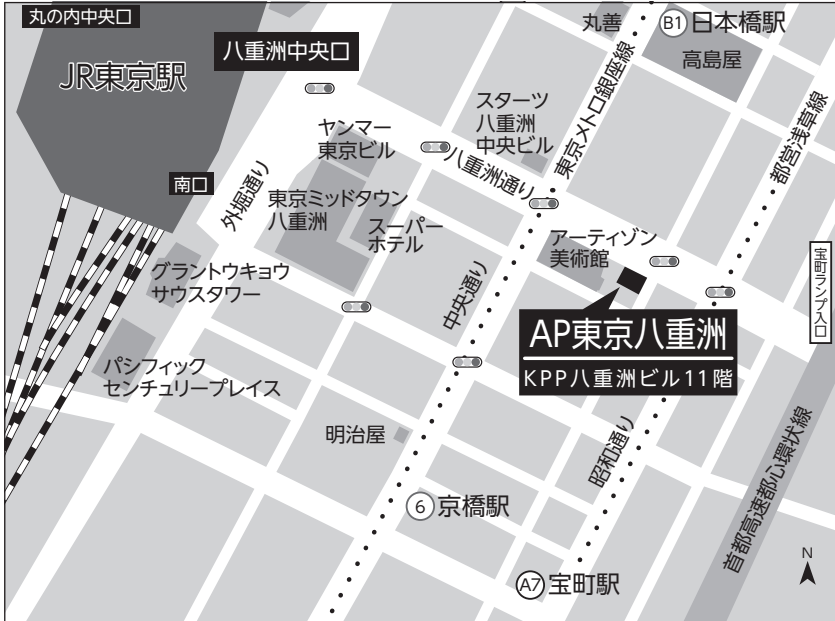 丸の内中央口
JR東京駅
八重洲中央口
丸善
B1 日本橋駅
高島屋
スターツ
八重洲
中央ビル
東京メトロ銀座線
都営浅草線
ヤンマー
東京ビル
八重洲通り
南口
外堀通り
東京ミッドタウン
八重洲
スーパー
ホテル
アーティゾン
美術館
宝町ランプ入口
グラントウキョウ
サウスタワー
中央通り
AP東京八重洲
KPP八重洲ビル11階
パシフィック
センチュリープレイス
明治屋
昭和通り
首都高速都心環状線
6 京橋駅
A7 宝町駅
N